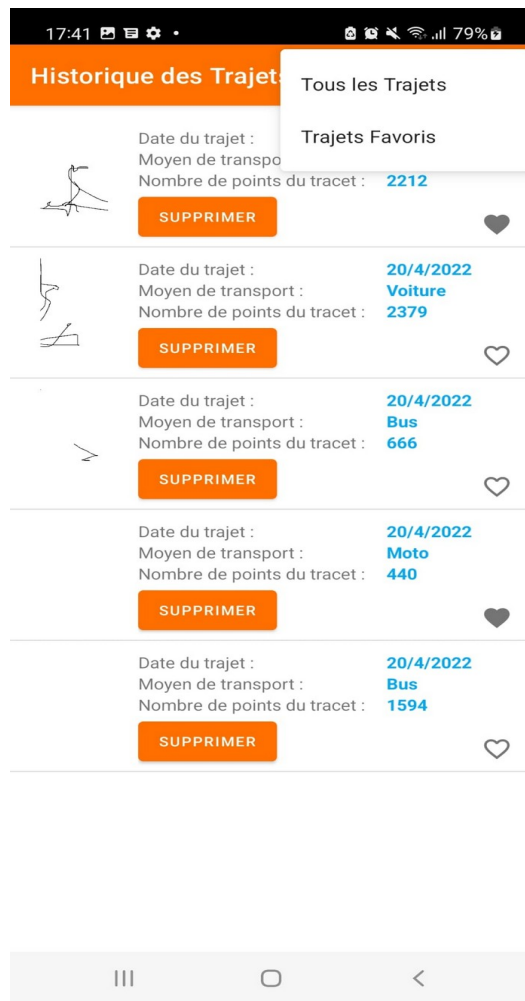 17:41
79%
Historique des Trajets
Tous les Trajets
Trajets Favoris
Date du trajet :
Moyen de transpo
Nombre de points du tracet : 2212
SUPPRIMER
Date du trajet : 20/4/2022
Moyen de transport : Voiture
Nombre de points du tracet : 2379
SUPPRIMER
Date du trajet : 20/4/2022
Moyen de transport : Bus
Nombre de points du tracet : 666
SUPPRIMER
Date du trajet : 20/4/2022
Moyen de transport : Moto
Nombre de points du tracet : 440
SUPPRIMER
Date du trajet : 20/4/2022
Moyen de transport : Bus
Nombre de points du tracet : 1594
SUPPRIMER